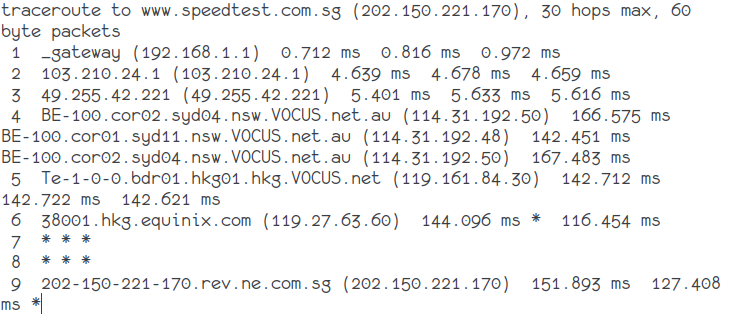 traceroute to www.speedtest.com.sg (202.150.221.170), 30 hops max, 60
byte packets
1 _gateway (192.168.1.1) 0.712 ms 0.816 ms 0.972 ms
2 103.210.24.1 (103.210.24.1) 4.639 ms 4.678 ms 4.659 ms
3 49.255.42.221 (49.255.42.221) 5.401 ms 5.633 ms 5.616 ms
4 BE-100.cor02.syd04.nsw.VOCUS.net.au (114.31.192.50) 166.575 ms
BE-100.cor01.syd11.nsw.VOCUS.net.au (114.31.192.48) 142.451 ms
BE-100.cor02.syd04.nsw.VOCUS.net.au (114.31.192.50) 167.483 ms
5 Te-1-0-0.bdr01.hkg01.hkg.VOCUS.net (119.161.84.30) 142.712 ms
142.722 ms 142.621 ms
6 38001.hkg.equinix.com (119.27.63.60) 144.096 ms * 116.454 ms
7 * * *
8 * * *
9 202-150-221-170.rev.ne.com.sg (202.150.221.170) 151.893 ms 127.408
ms *